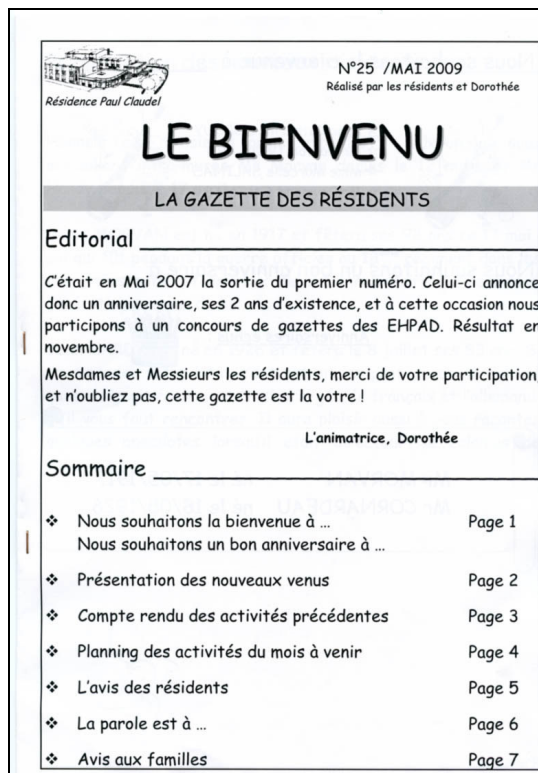 N°25 /MAI 2009
Réalisé par les résidents et Dorothée
Résidence Paul Claudel
LE BIENVENU
LA GAZETTE DES RÉSIDENTS
Editorial
C'était en Mai 2007 la sortie du premier numéro. Celui-ci annonce
donc un anniversaire, ses 2 ans d'existence, et à cette occasion nous
participons à un concours de gazettes des EHPAD. Résultat en
novembre.
Mesdames et Messieurs les résidents, merci de votre participation,
et n'oubliez pas, cette gazette est la votre !
L'animatrice, Dorothée
Sommaire
❖ Nous souhaitons la bienvenue à ... Page 1
Nous souhaitons un bon anniversaire à ...
❖ Présentation des nouveaux venus Page 2
❖ Compte rendu des activités précédentes Page 3
❖ Planning des activités du mois à venir Page 4
❖ L'avis des résidents Page 5
❖ La parole est à ... Page 6
❖ Avis aux familles Page 7